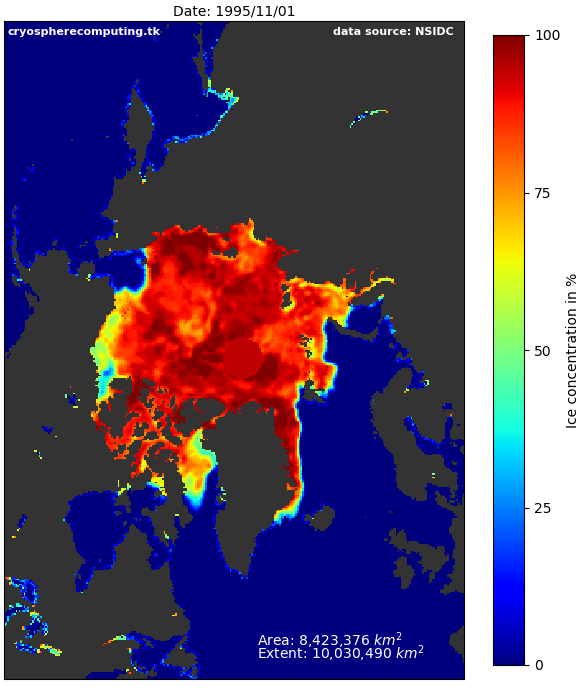 Date: 1995/11/01
cryospherecomputing.tk
data source: NSIDC
100
75
50
25
0
Ice concentration in %
Area: 8,423,376 km²
Extent: 10,030,490 km²